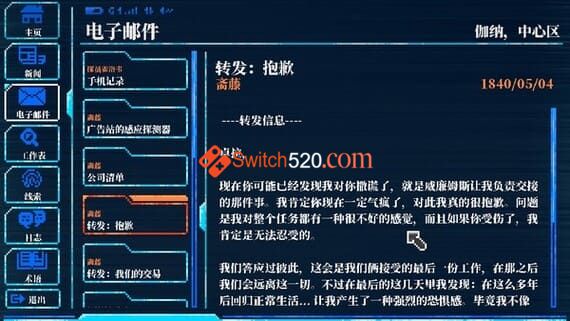 主页
新闻
电子邮件
工作表
线索
日志
术语
退出
电子邮件
伽纳，中心区
手机记录
斋藤
广告站的感应探测器
斋藤
公司清单
斋藤
转发：抱歉
斋藤
转发：我们的交易
转发：抱歉
斋藤
1840/05/04
----转发信息----
Switch520.com
现在你可能已经发现我对你撒谎了，就是威廉姆斯让我负责交接
的那件事。我肯定你现在一定气疯了，对此我真的很抱歉。问题
是我对整个任务都有一种很不好的感觉，而且如果你受伤了，我
肯定是无法忍受的。
我们答应过彼此，这会是我们俩接受的最后一份工作，在那之后
我们会远离这一切。不过在最后的这几天里我发现：在这么多年
后回归正常生活... 让我产生了一种强烈的恐惧感。毕竟我不像